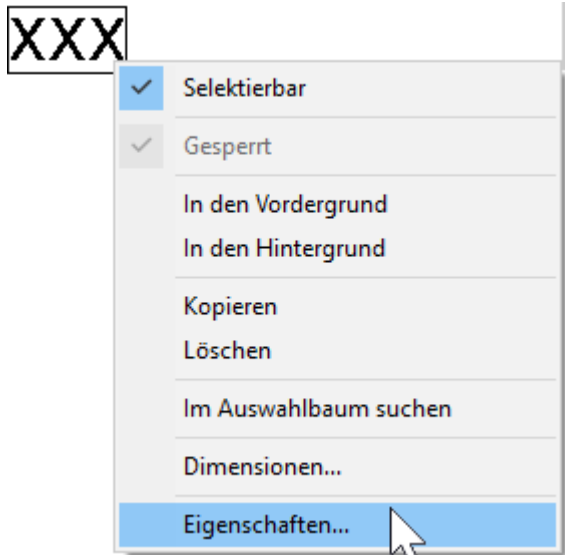 XXX
Selektierbar
Gesperrt
In den Vordergrund
In den Hintergrund
Kopieren
Löschen
Im Auswahlbaum suchen
Dimensionen...
Eigenschaften...